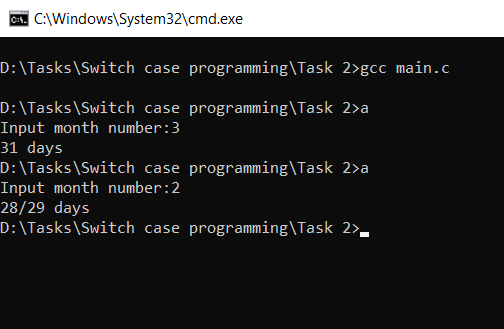 C:\Windows\System32\cmd.exe
D:\Tasks\Switch case programming\Task 2>gcc main.c
D:\Tasks\Switch case programming\Task 2>a
Input month number:3
31 days
D:\Tasks\Switch case programming\Task 2>a
Input month number:2
28/29 days
D:\Tasks\Switch case programming\Task 2>